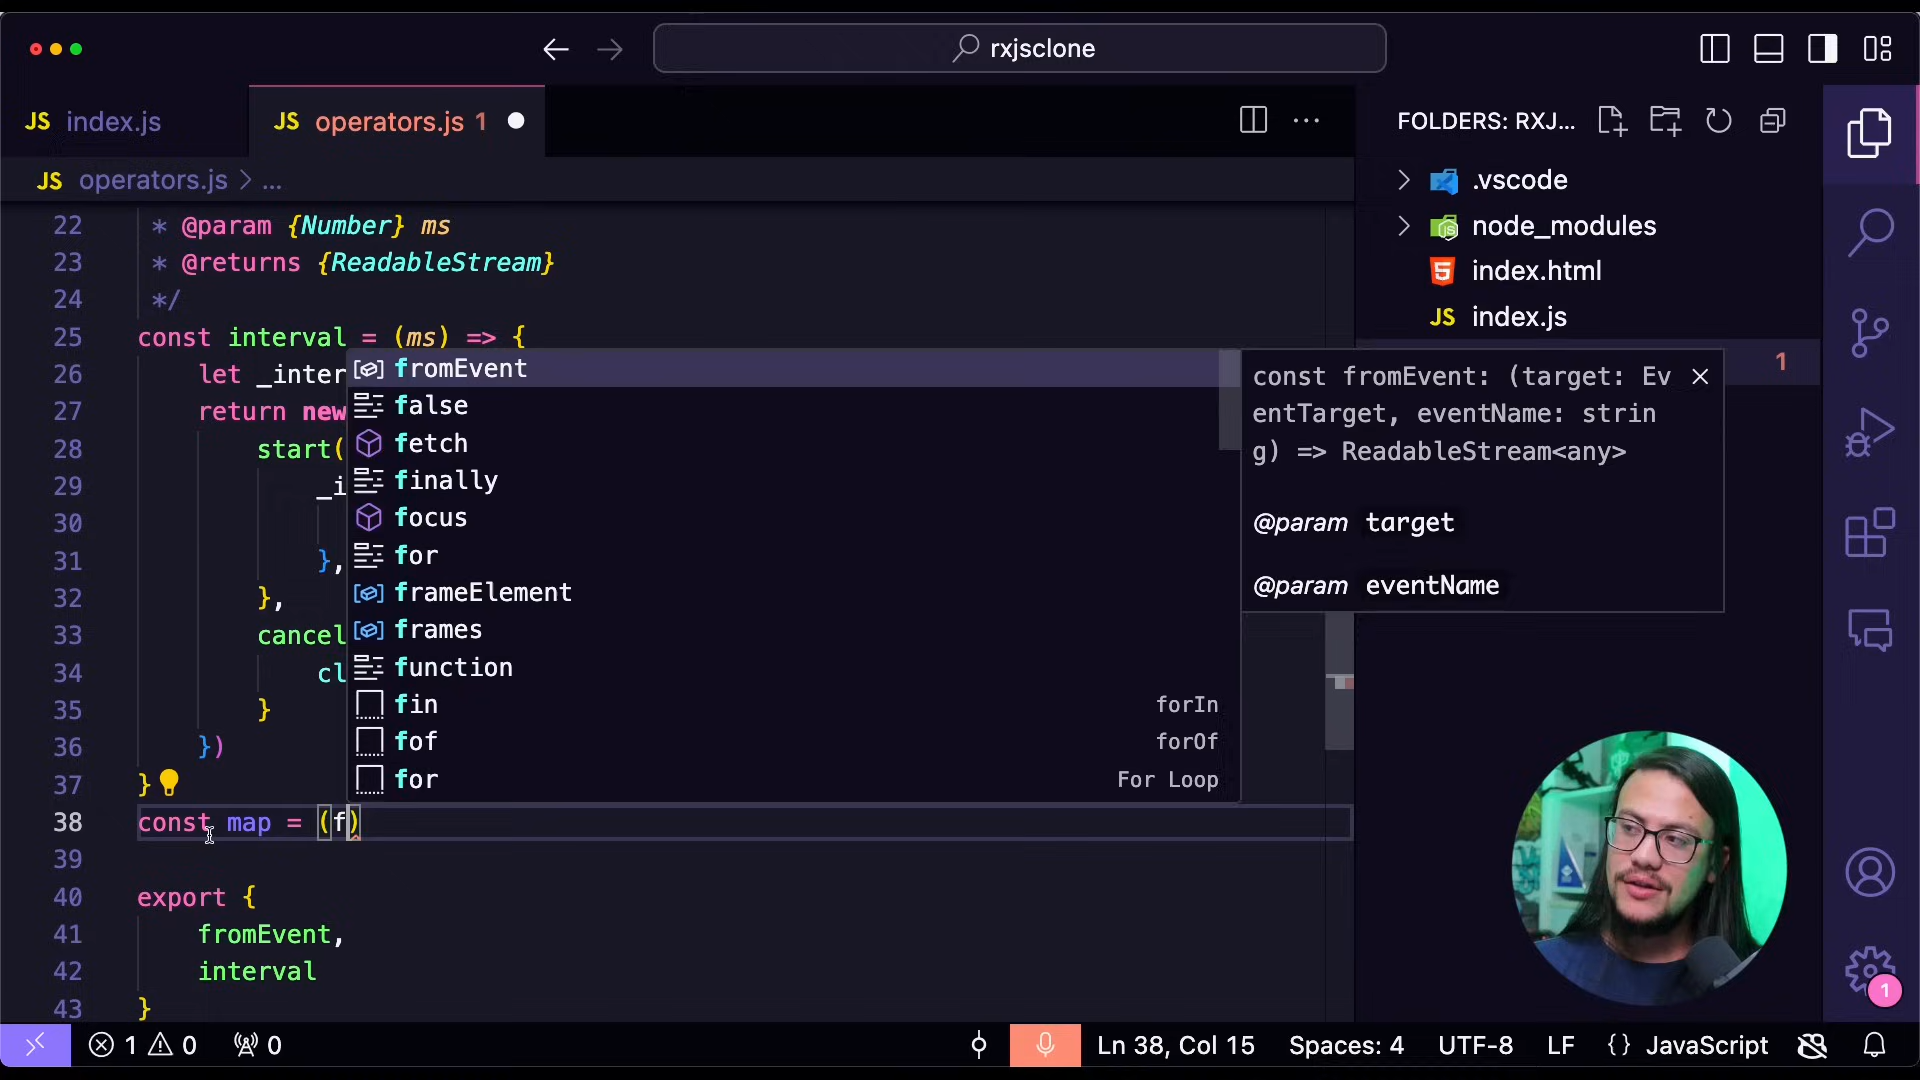 rxjsclone
JS index.js
JS operators.js 1
JS operators.js > ...
22 * @param {Number} ms
23 * @returns {ReadableStream}
24 */
25 const interval = (ms) => {
26 let _inter
27 return new
28 start(
29 _i
30
31 },
32 },
33 cancel
34 cl
35 }
36 })
37 }
38 const map = (f)
39
40 export {
41 fromEvent,
42 interval
43 }
fromEvent
false
fetch
finally
focus
for
frameElement
frames
function
fin forIn
fof forOf
for For Loop
const fromEvent: (target: Ev
entTarget, eventName: strin
g) => ReadableStream<any>
@param target
@param eventName
FOLDERS: RXJ...
.vscode
node_modules
index.html
JS index.js
1
1
1 0 0
Ln 38, Col 15 Spaces: 4 UTF-8 LF {} JavaScript